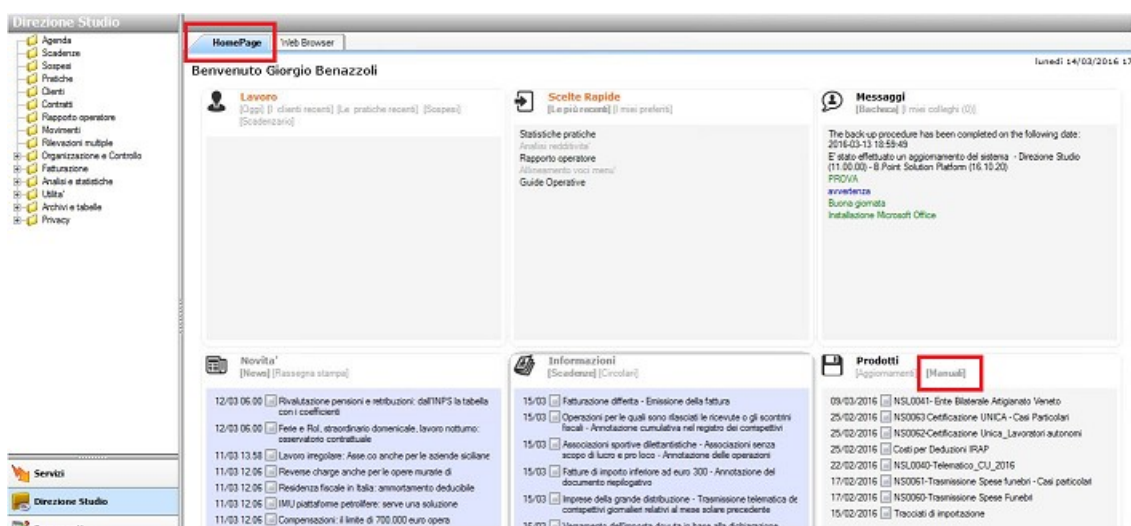 Direzione Studio
Agenda
Scadenze
Sospesi
Pratiche
Clienti
Contratti
Rapporto operatore
Movimenti
Rilevazioni multiple
Organizzazione e Controllo
Fatturazione
Analisi e statistiche
Utilita'
Archivi e tabelle
Privacy
Servizi
Direzione Studio
HomePage
Web Browser
lunedì 14/03/2016 17
Benvenuto Giorgio Benazzoli
Lavoro
[Oggi] [I clienti recenti] [Le pratiche recenti] [Sospesi]
[Scadenzario]
Scelte Rapide
[Le più recenti] [I miei preferiti]
Statistiche pratiche
Analisi redditivita'
Rapporto operatore
Allineamento voci menu'
Guide Operative
Messaggi
[Bacheca] [I miei colleghi (0)]
The back-up procedure has been completed on the following date:
2016-03-13 18:59:49
E' stato effettuato un aggiornamento del sistema - Direzione Studio
(11.00.00) - B.Point Solution Platform (16.10.20)
PROVA
avvertenza
Buona giornata
Installazione Microsoft Office
Novita'
[News] [Rassegna stampa]
12/03 06.00 Rivalutazione pensioni e retribuzioni: dall'INPS la tabella
con i coefficienti
12/03 06.00 Ferie e Rol, straordinario domenicale, lavoro notturno:
osservatorio contrattuale
11/03 13.58 Lavoro irregolare: Asse.co anche per le aziende siciliane
11/03 12.06 Reverse charge anche per le opere murarie di
11/03 12.06 Residenza fiscale in Italia: ammortamento deducibile
11/03 12.06 IMU piattaforme petrolifere: serve una soluzione
11/03 12.06 Compensazioni: il limite di 700.000 euro opera
Informazioni
[Scadenze] [Circolari]
15/03 Fatturazione differita - Emissione della fattura
15/03 Operazioni per le quali sono rilasciati le ricevute o gli scontrini
fiscali - Annotazione cumulativa nel registro dei corrispettivi
15/03 Associazioni sportive dilettantistiche - Associazioni senza
scopo di lucro e pro loco - Annotazione delle operazioni
15/03 Fatture di importo inferiore ad euro 300 - Annotazione del
documento riepilogativo
15/03 Imprese della grande distribuzione - Trasmissione telematica dei
corrispettivi giornalieri relativi al mese solare precedente
Prodotti
[Aggiornamenti] [Manuali]
09/03/2016 NSL0041- Ente Bilaterale Artigianato Veneto
25/02/2016 NS0063 Certificazione UNICA - Casi Particolari
25/02/2016 NS0062-Certificazione Unica_Lavoratori autonomi
25/02/2016 Costi per Deduzioni IRAP
22/02/2016 NSL0040-Telematico_CU_2016
17/02/2016 NS0061-Trasmissione Spese funebri - Casi particolari
17/02/2016 NS0060-Trasmissione Spese Funebri
15/02/2016 Tracciati di importazione